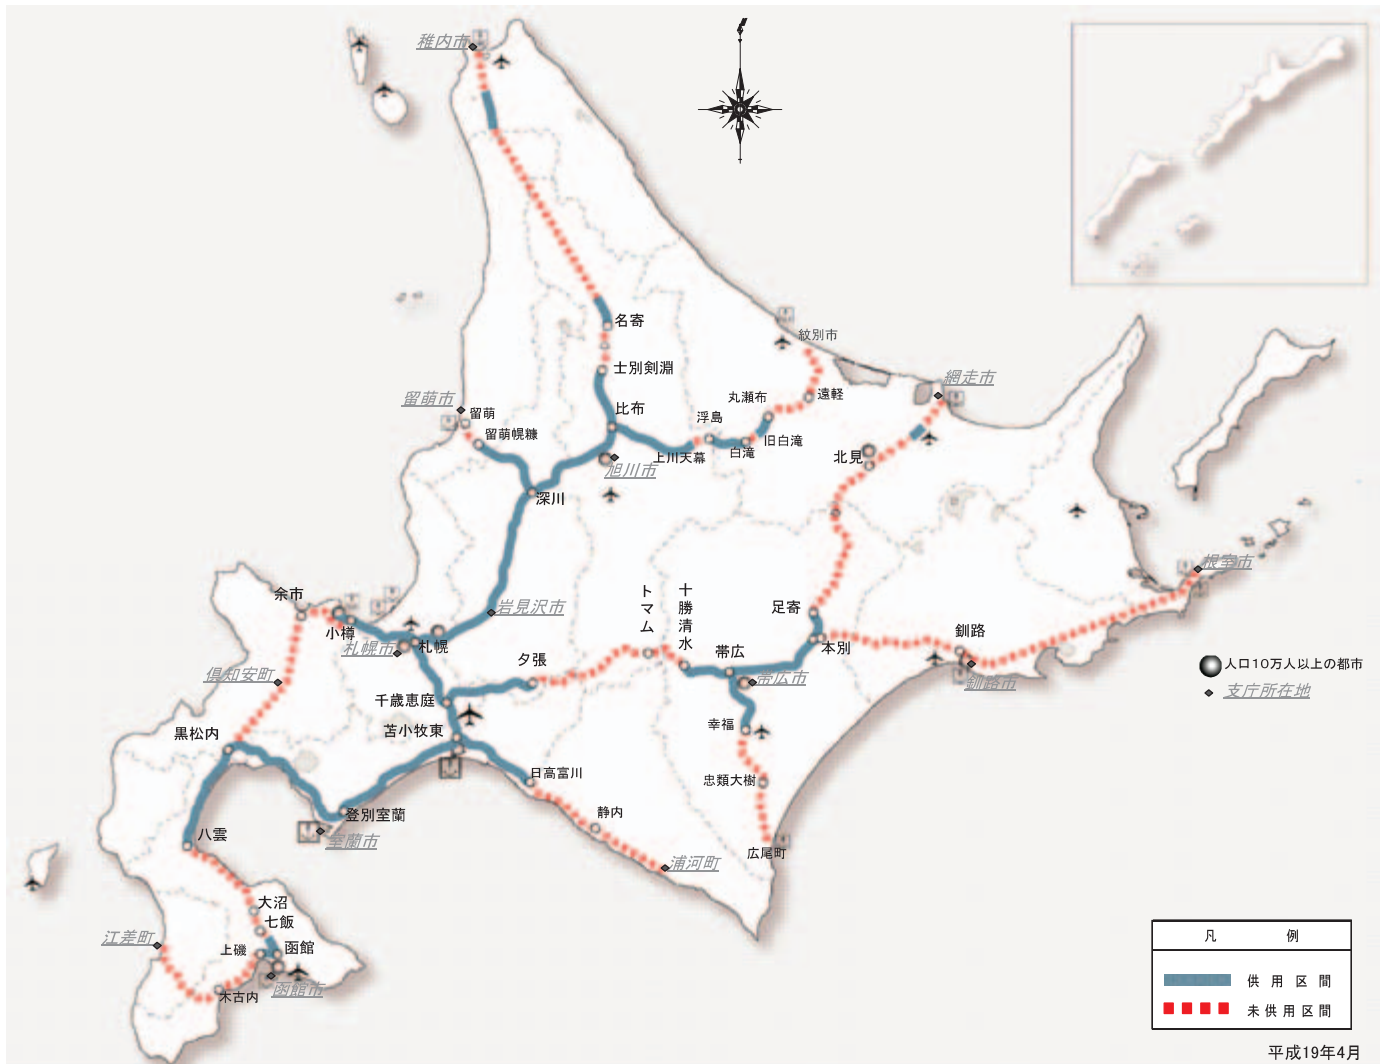 稚内市
名寄
紋別市
士別剣淵
網走市
留萌市
留萌
丸瀬布
遠軽
比布
浮島
留萌幌糠
旧白滝
白滝
上川天幕
北見
旭川市
深川
根室市
余市
トマム
十勝清水
足寄
岩見沢市
小樽
札幌
本別
釧路
札幌市
夕張
帯広
人口10万人以上の都市
倶知安町
帯広市
釧路市
支庁所在地
千歳恵庭
幸福
黒松内
苫小牧東
日高富川
忠類大樹
登別室蘭
静内
八雲
室蘭市
広尾町
浦河町
大沼
七飯
江差町
上磯
函館
凡例
木古内
函館市
供用区間
未供用区間
平成19年4月